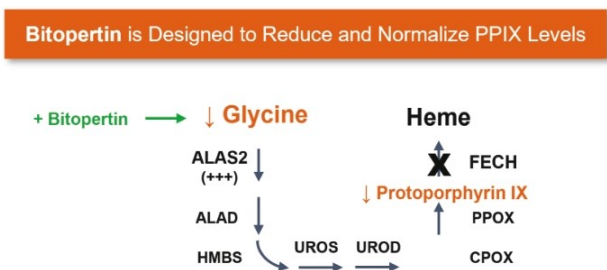 Bitopertin is Designed to Reduce and Normalize PPIX Levels
+ Bitopertin
↓ Glycine
Heme
ALAS2
(+++)
X
FECH
↓ Protoporphyrin IX
ALAD
PPOX
HMBS
UROS
UROD
CPOX